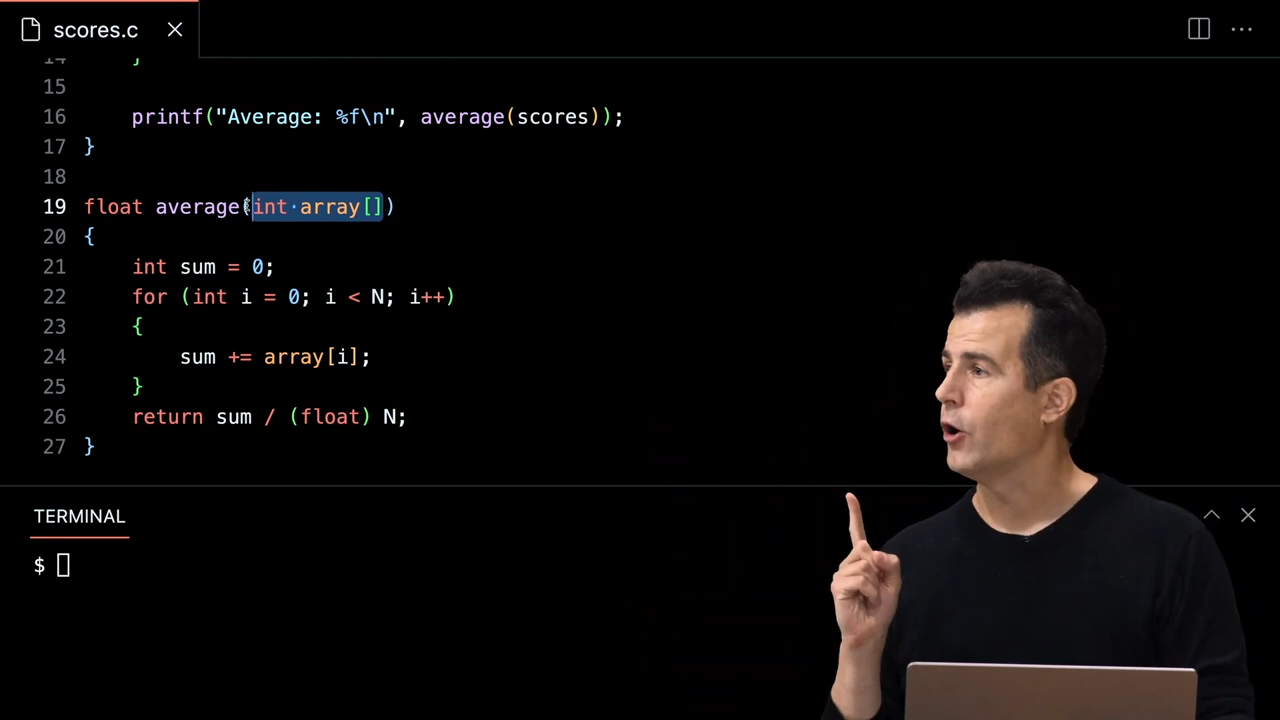 scores.c
14 }
15
16 printf("Average: %f\n", average(scores));
17 }
18
19 float average(int array[])
20 {
21 int sum = 0;
22 for (int i = 0; i < N; i++)
23 {
24 sum += array[i];
25 }
26 return sum / (float) N;
27 }
TERMINAL
$